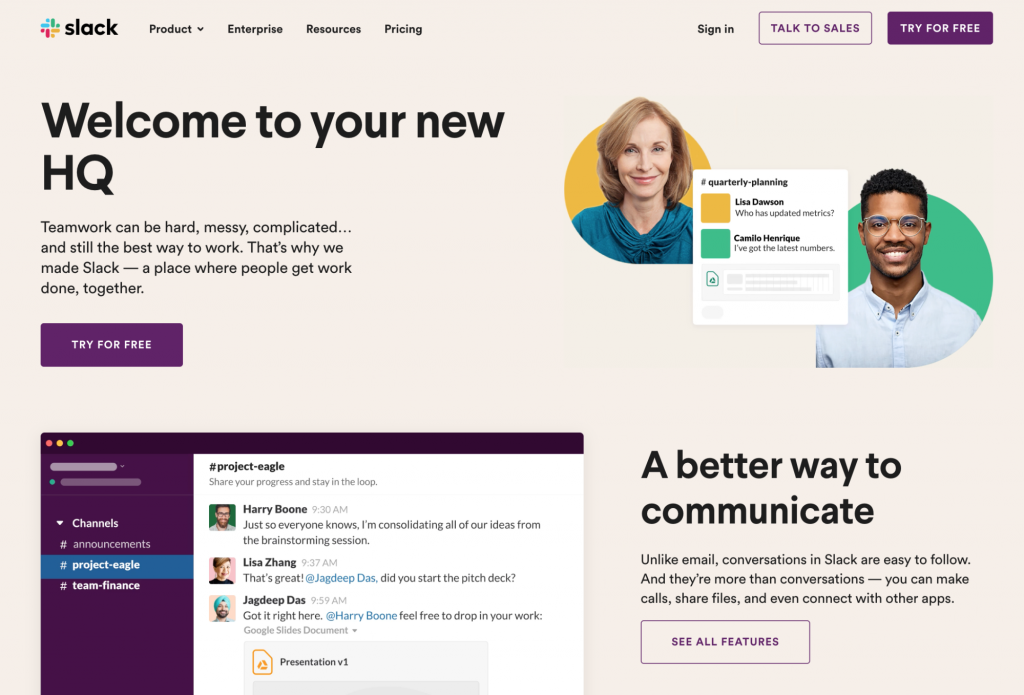 slack
Product
Enterprise
Resources
Pricing
Sign in
TALK TO SALES
TRY FOR FREE
Welcome to your new
HQ
Teamwork can be hard, messy, complicated…
and still the best way to work. That’s why we
made Slack — a place where people get work
done, together.
TRY FOR FREE
# quarterly-planning
Lisa Dawson
Who has updated metrics?
Camilo Henrique
I’ve got the latest numbers.
Channels
# announcements
# project-eagle
# team-finance
#project-eagle
Share your progress and stay in the loop.
Harry Boone 9:30 AM
Just so everyone knows, I’m consolidating all of our ideas from
the brainstorming session.
Lisa Zhang 9:37 AM
That’s great! @Jagdeep Das, did you start the pitch deck?
Jagdeep Das 9:59 AM
Got it right here. @Harry Boone feel free to drop in your work:
Google Slides Document
Presentation v1
A better way to
communicate
Unlike email, conversations in Slack are easy to follow.
And they’re more than conversations — you can make
calls, share files, and even connect with other apps.
SEE ALL FEATURES